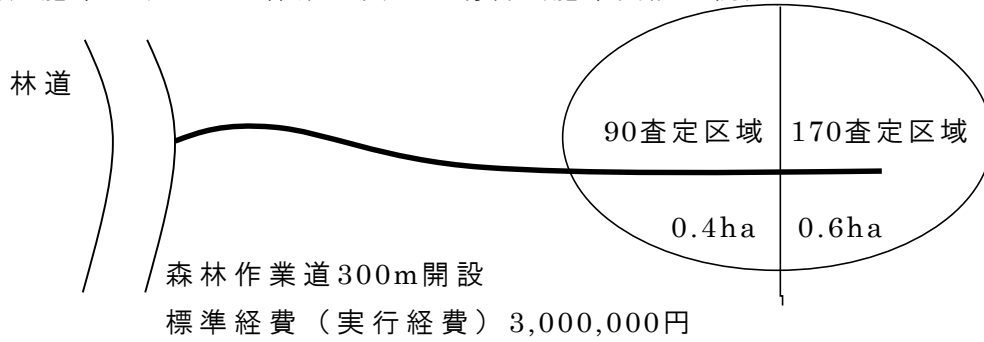 林道
90査定区域 170査定区域
0.4ha 0.6ha
森林作業道300m開設
標準経費（実行経費）3,000,000円